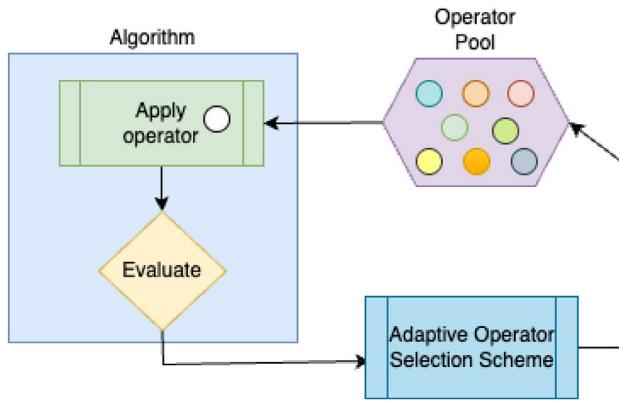 Algorithm
Operator
Pool
Apply
operator
Evaluate
Adaptive Operator
Selection Scheme